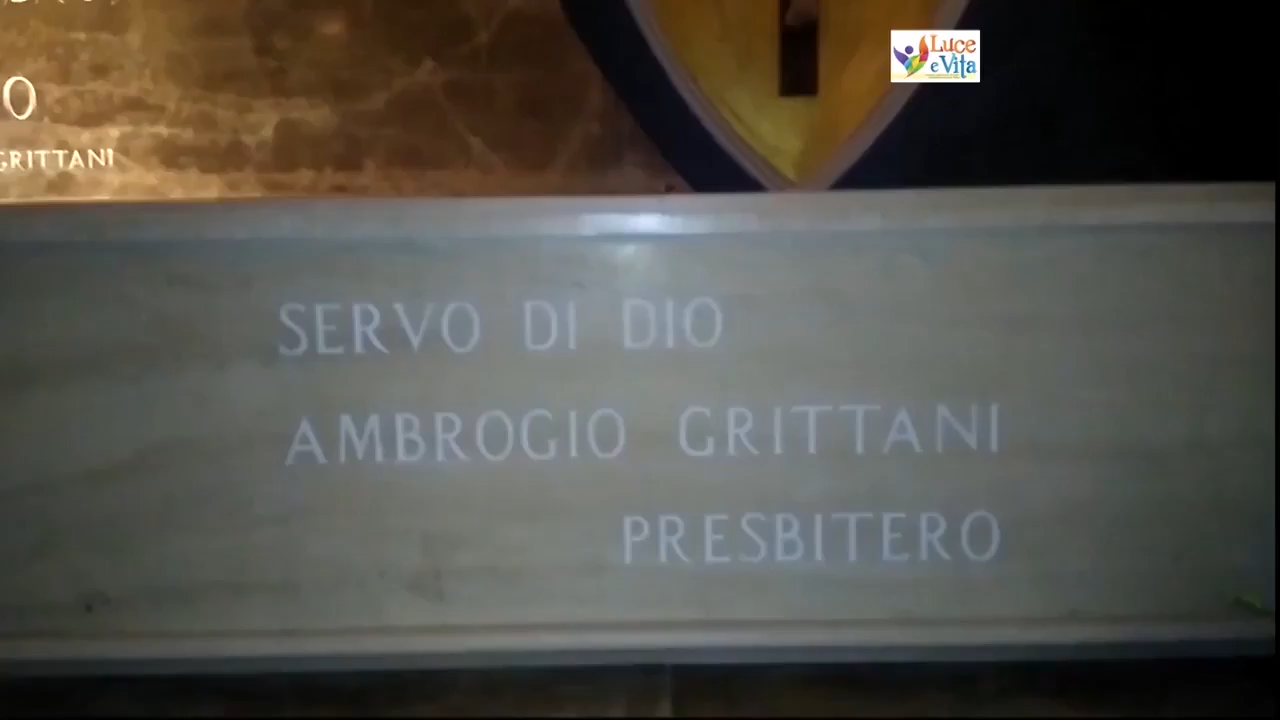 O
GRITTANI
Luce
e Vita
SERVO DI DIO
AMBROGIO GRITTANI
PRESBITERO